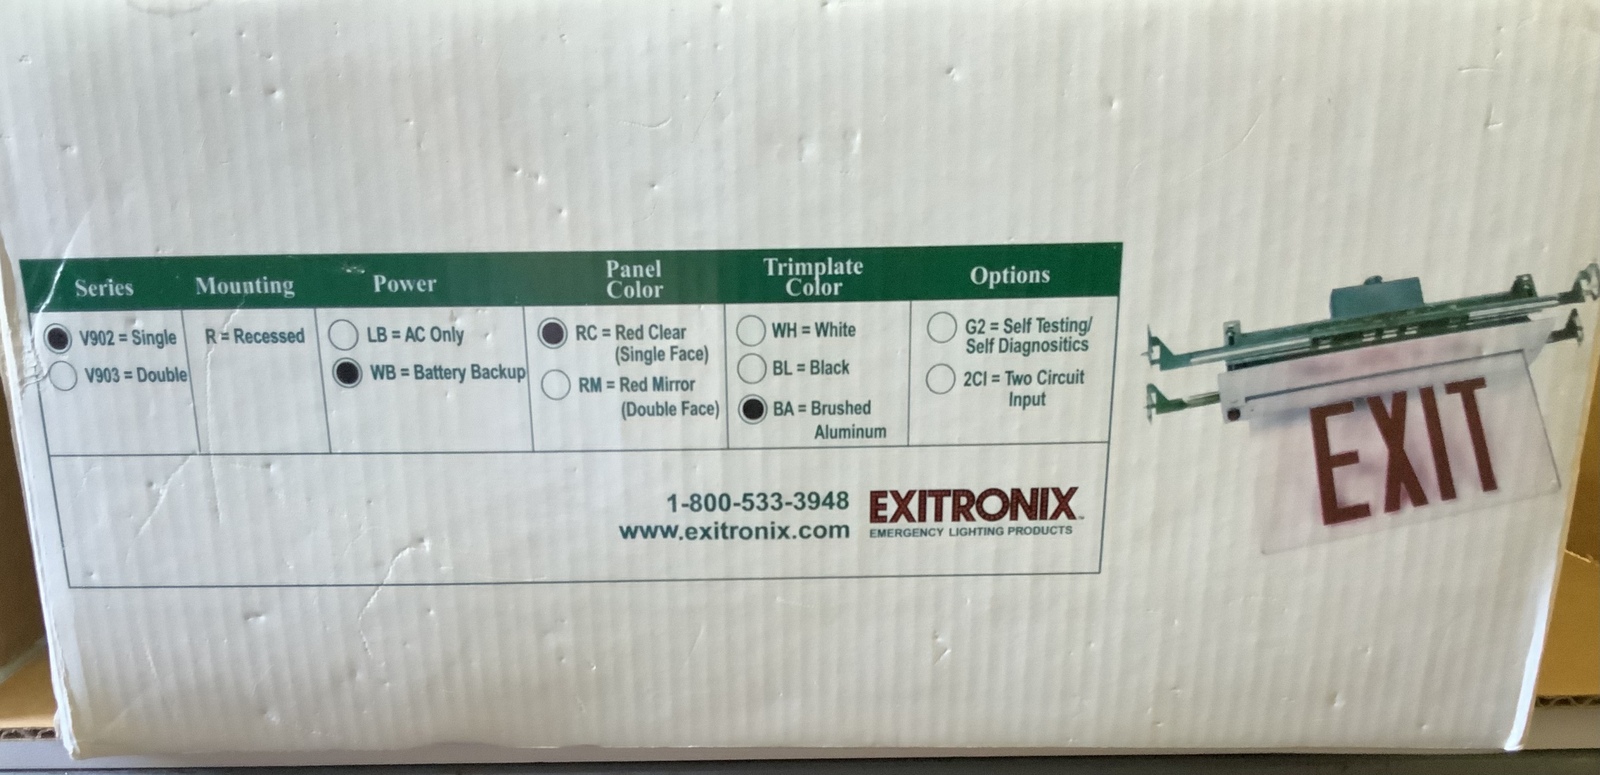 Series Mounting Power Panel Color Trimplate Color Options
V902 = Single
V903 = Double
R = Recessed
LB = AC Only
WB = Battery Backup
RC = Red Clear
(Single Face)
RM = Red Mirror
(Double Face)
WH = White
BL = Black
BA = Brushed
Aluminum
G2 = Self Testing/
Self Diagnositics
2CI = Two Circuit
Input
1-800-533-3948
www.exitronix.com
EXITRONIX™
EMERGENCY LIGHTING PRODUCTS
EXIT